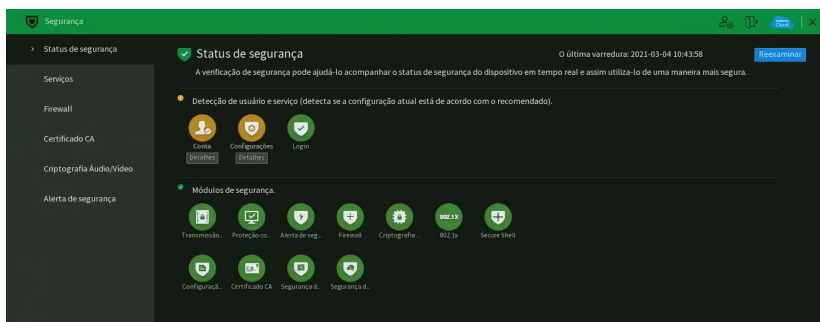 Segurança
Status de segurança
Serviços
Firewall
Certificado CA
Criptografia Áudio/Vídeo
Alerta de segurança
Status de segurança
O última varredura: 2021-03-04 10:43:58
Reexaminar
A verificação de segurança pode ajudá-lo acompanhar o status de segurança do dispositivo em tempo real e assim utiliza-lo de uma maneira mais segura.
Detecção de usuário e serviço (detecta se a configuração atual está de acordo com o recomendado).
Conta Configurações Login
Detalhes Detalhes
Módulos de segurança.
802.1X
Transmissão... Proteção co... Alerta de seg... Firewall Criptografia ... 802.1x Secure Shell
CA
Configuraçã... Certificado CA Segurança d... Segurança d...